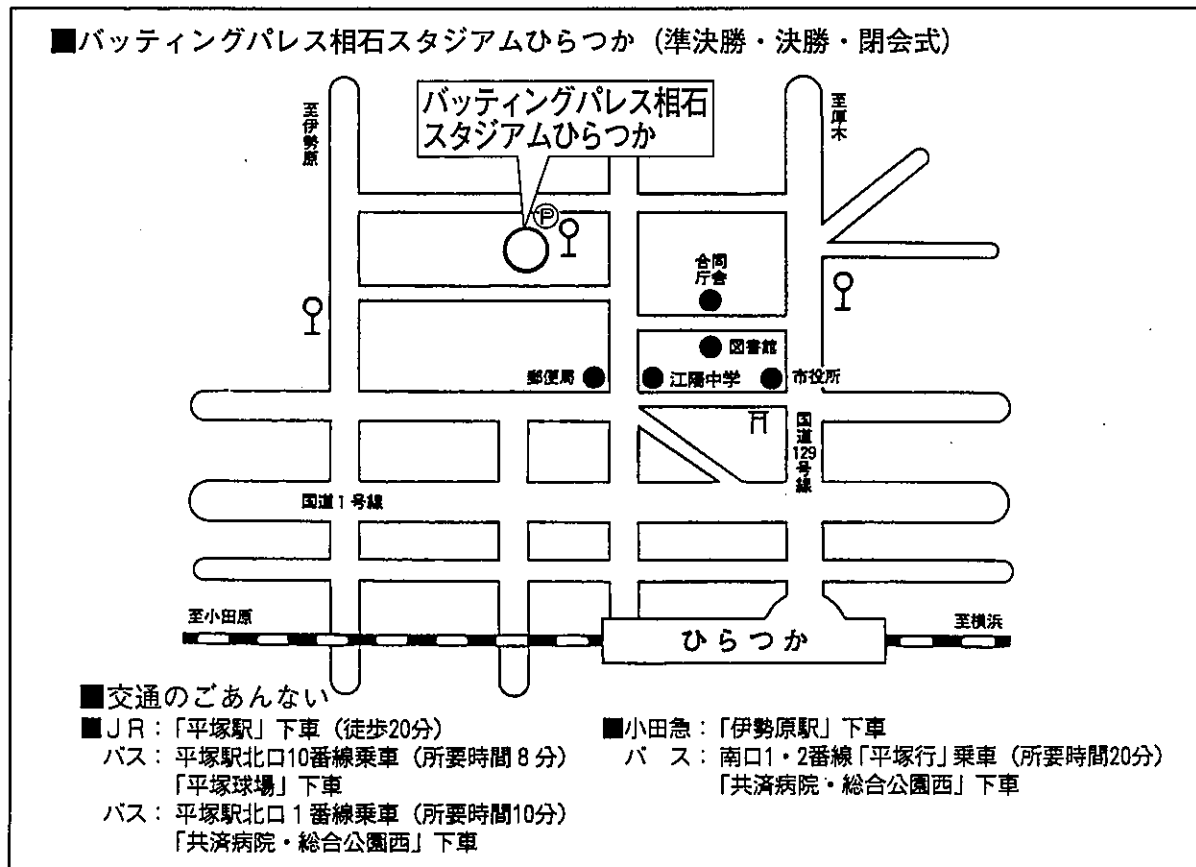 ■バッティングパレス相石スタジアムひらつか（準決勝・決勝・閉会式）
至伊勢原
バッティングパレス相石
スタジアムひらつか
至厚木
Ⓟ
合同
庁舎
図書館
郵便局
江陽中学
市役所
国道129号線
国道１号線
至小田原
ひらつか
至横浜
■交通のごあんない
■ＪＲ：「平塚駅」下車（徒歩20分）
バス：平塚駅北口10番線乗車（所要時間８分）
「平塚球場」下車
バス：平塚駅北口１番線乗車（所要時間10分）
「共済病院・総合公園西」下車
■小田急：「伊勢原駅」下車
バス：南口1・2番線「平塚行」乗車（所要時間20分）
「共済病院・総合公園西」下車